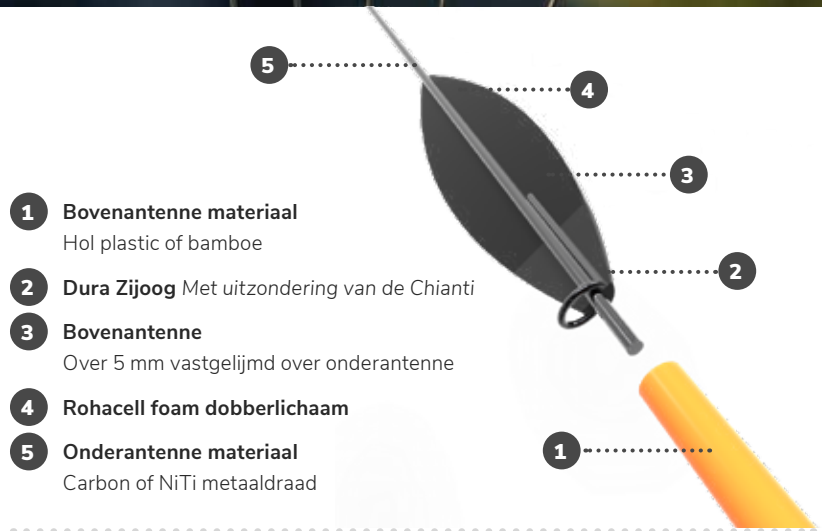 5
4
3
1 Bovenantenne materiaal
Hol plastic of bamboe
2
2 Dura Zijoog Met uitzondering van de Chianti
3 Bovenantenne
Over 5 mm vastgelijmd over onderantenne
4 Rohacell foam dobberlichaam
5 Onderantenne materiaal
1
Carbon of NiTi metaaldraad